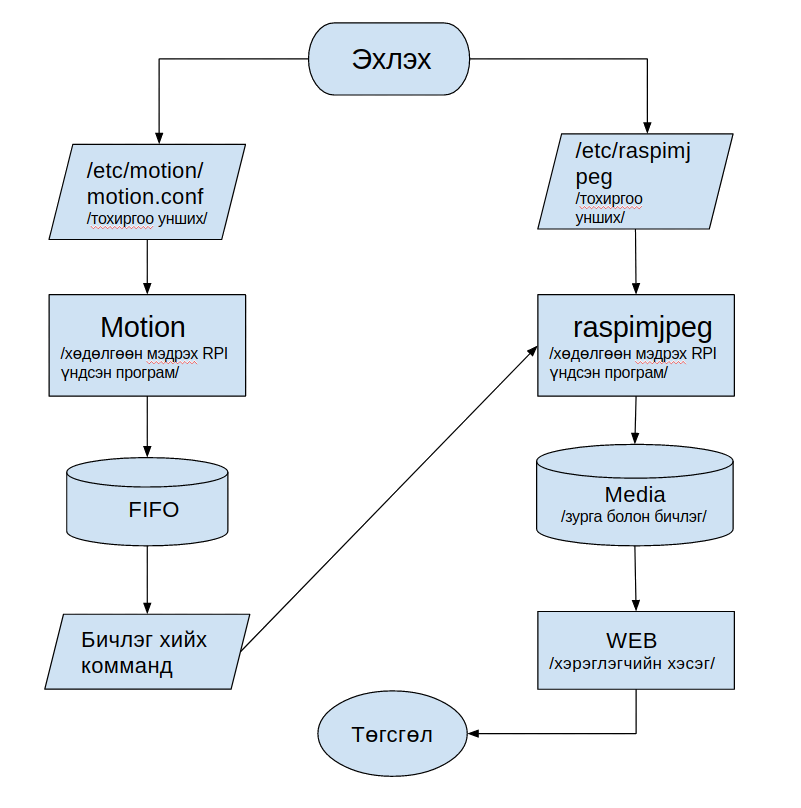 Эхлэх
/etc/motion/
motion.conf
/тохиргоо унших/
Motion
/хөдөлгөөн мэдрэх RPI
үндсэн програм/
FIFO
Бичлэг хийх
комманд
/etc/raspimj
peg
/тохиргоо
унших/
raspimjpeg
/хөдөлгөөн мэдрэх RPI
үндсэн програм/
Media
/зурга болон бичлэг/
WEB
/хэрэглэгчийн хэсэг/
Төгсгөл